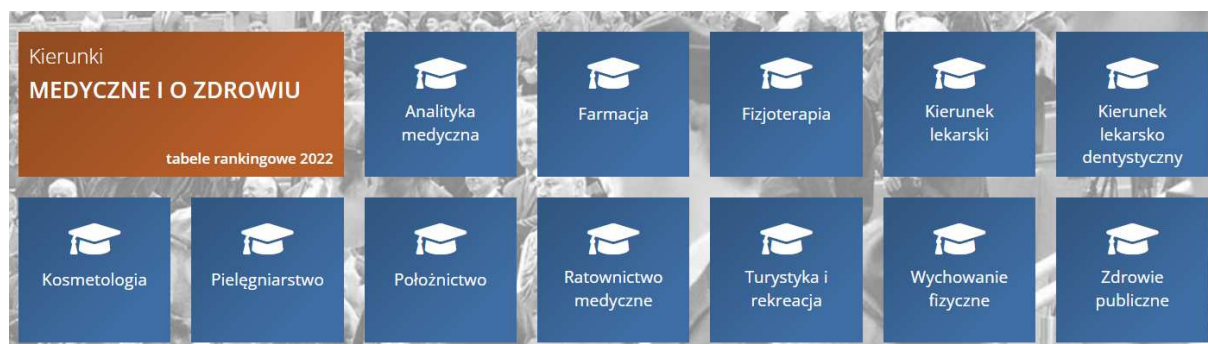 Kierunki
MEDYCZNE I O ZDROWIU
tabele rankingowe 2022
Analityka
medyczna
Farmacja
Fizjoterapia
Kierunek
lekarski
Kierunek
lekarsko
dentystyczny
Kosmetologia
Pielęgniarstwo
Położnictwo
Ratownictwo
medyczne
Turystyka i
rekreacja
Wychowanie
fizyczne
Zdrowie
publiczne